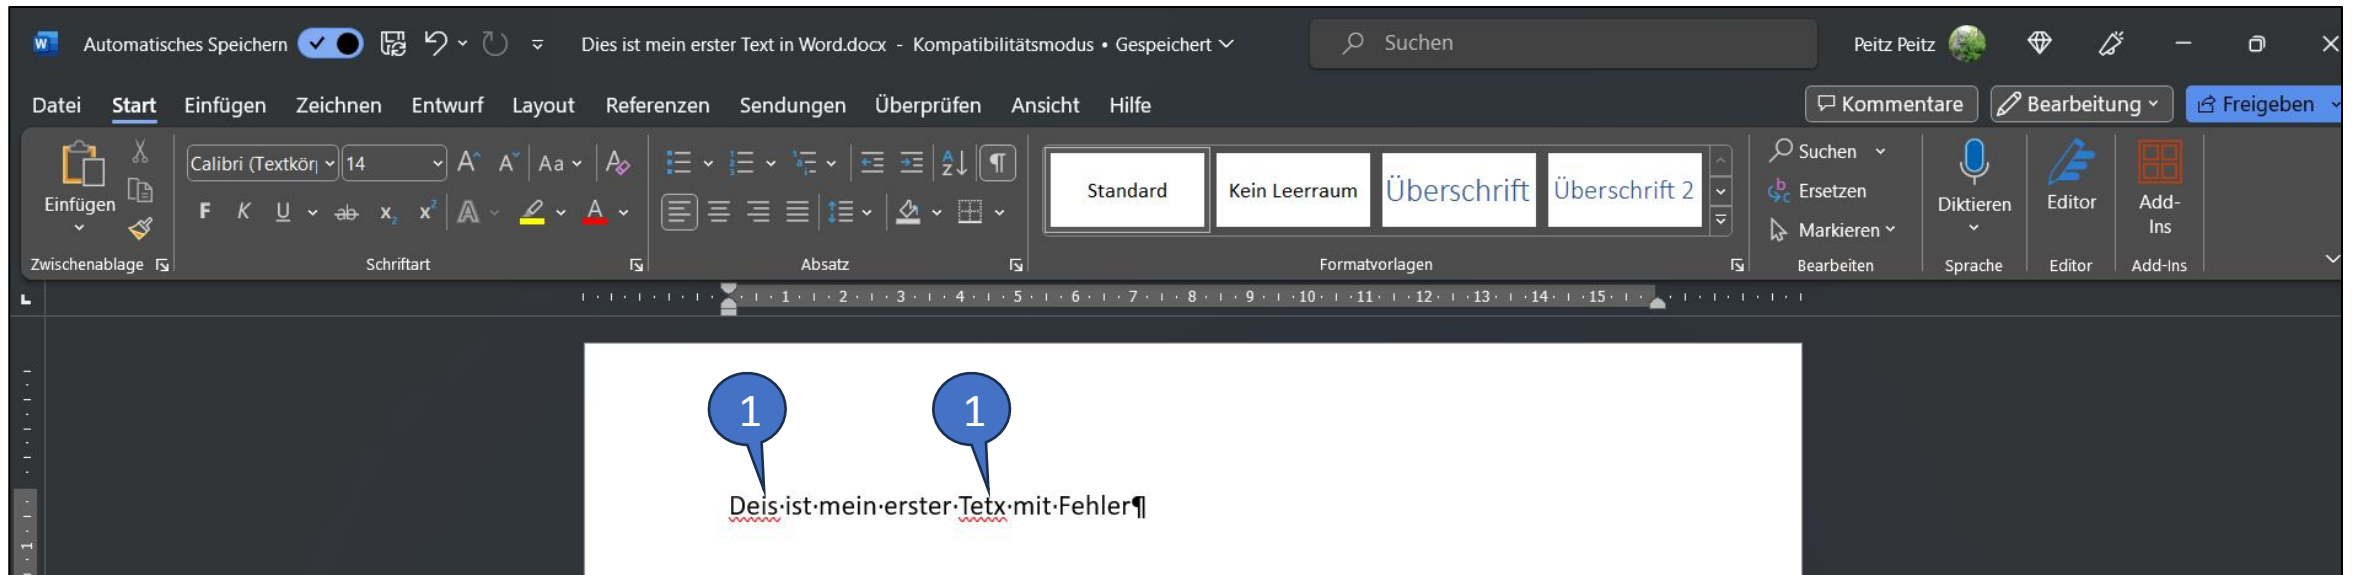 Automatisches Speichern Dies ist mein erster Text in Word.docx - Kompatibilitätsmodus • Gespeichert Suchen Peitz Peitz
Datei Start Einfügen Zeichnen Entwurf Layout Referenzen Sendungen Überprüfen Ansicht Hilfe Kommentare Bearbeitung Freigeben
Einfügen
Zwischenablage
Calibri (Textkör 14 A A Aa A
F K U ab x₂ x² A A
Schriftart
A Z ¶
Absatz
Standard Kein Leerraum Überschrift Überschrift 2
Formatvorlagen
Suchen
Ersetzen
Markieren
Bearbeiten
Diktieren
Sprache
Editor
Editor
Add-
Ins
Add-Ins
L 1 2 3 4 5 6 7 8 9 10 11 12 13 14 15
1 1
Deis·ist·mein·erster·Tetx·mit·Fehler¶
1